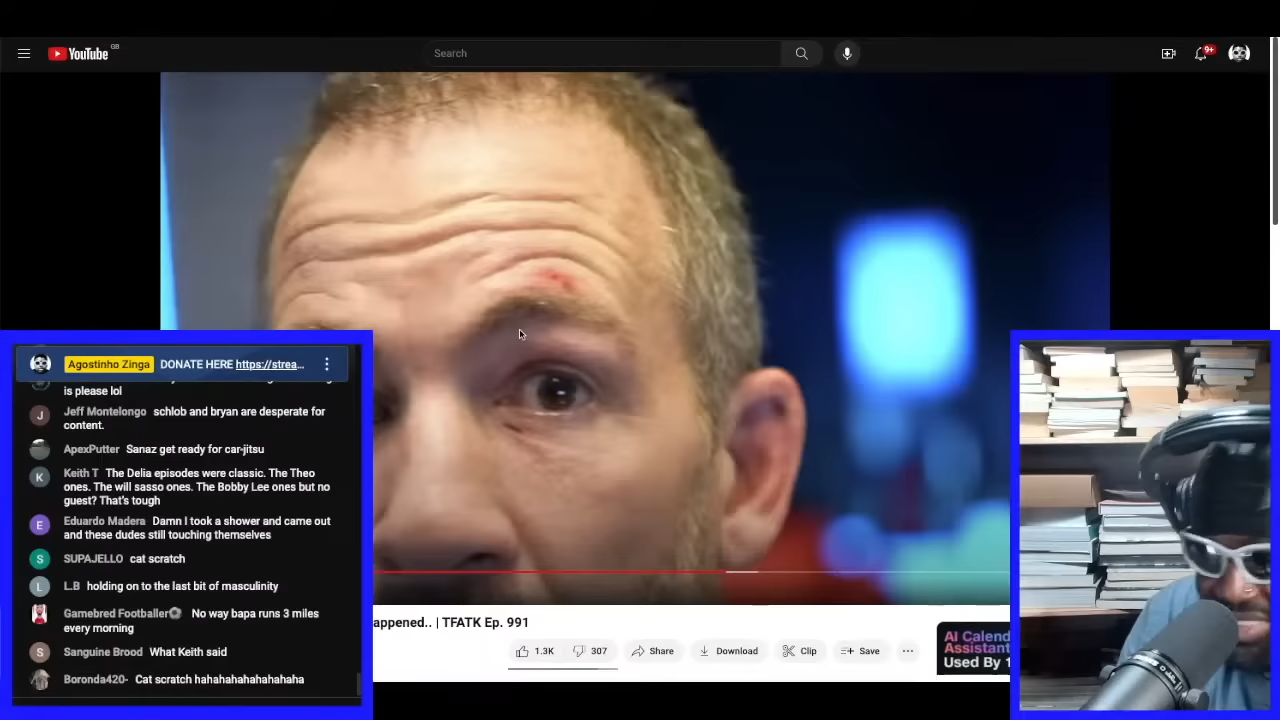 YouTube GB
Search
9+
Agostinho Zinga DONATE HERE https://strea...
is please lol
J Jeff Montelongo schlob and bryan are desperate for
content.
ApexPutter Sanaz get ready for car-jitsu
K Keith T The Delia episodes were classic. The Theo
ones. The will sasso ones. The Bobby Lee ones but no
guest? That's tough
E Eduardo Madera Damn I took a shower and came out
and these dudes still touching themselves
S SUPAJELLO cat scratch
L L.B holding on to the last bit of masculinity
Gamebred Footballer⚽ No way bapa runs 3 miles
every morning
S Sanguine Brood What Keith said
Boronda420- Cat scratch hahahahahahahahaha
appened.. | TFATK Ep. 991
1.3K 307 Share Download Clip Save ...
AI Calend
Assistant
Used By 1